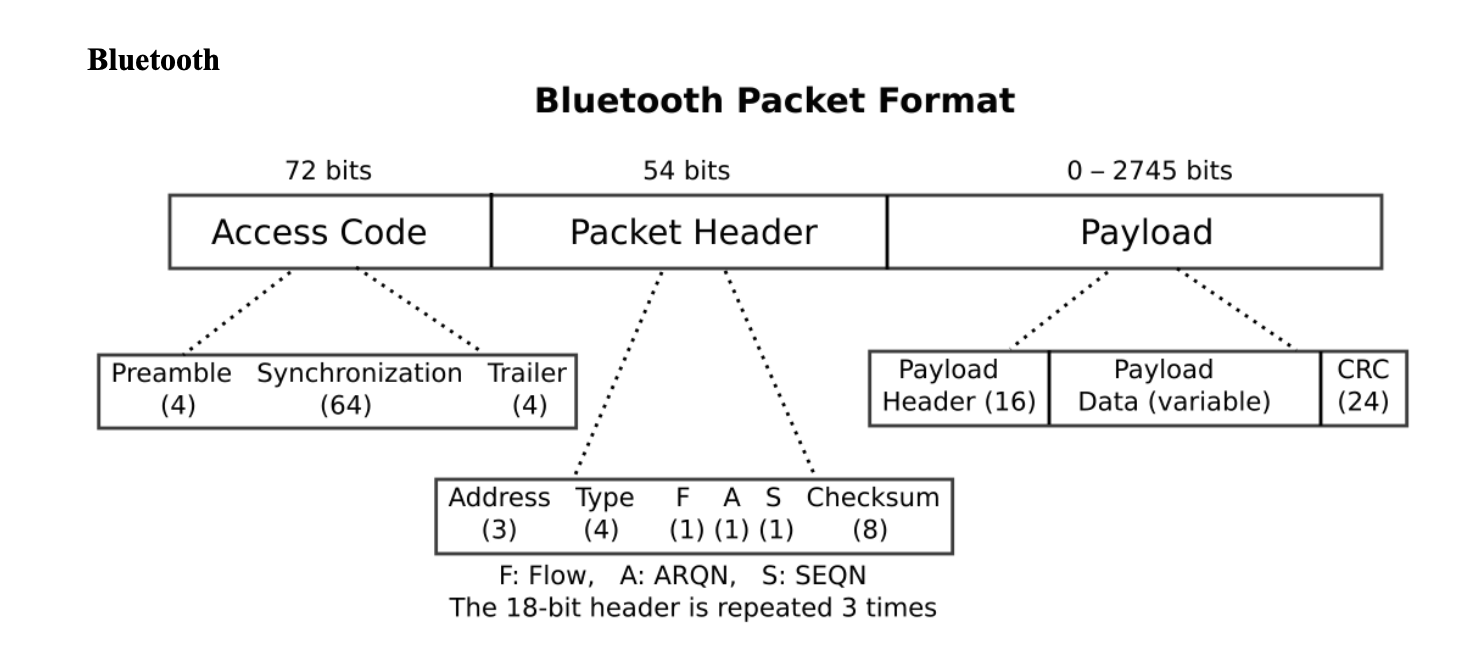 Bluetooth
Bluetooth Packet Format
72 bits 54 bits 0 – 2745 bits
Access Code Packet Header Payload
Preamble Synchronization Trailer
(4) (64) (4)
Payload Payload CRC
Header (16) Data (variable) (24)
Address Type F A S Checksum
(3) (4) (1) (1) (1) (8)
F: Flow, A: ARQN, S: SEQN
The 18-bit header is repeated 3 times